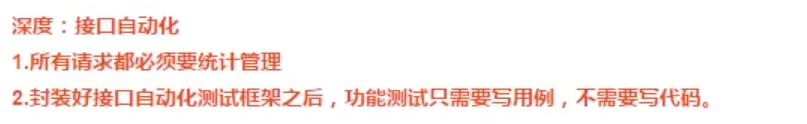 深度：接口自动化
1.所有请求都必须要统计管理
2.封装好接口自动化测试框架之后，功能测试只需要写用例，不需要写代码。